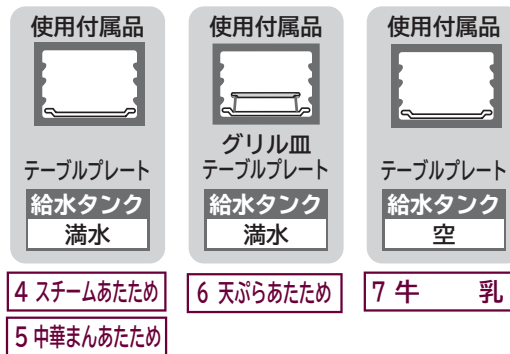 使用付属品
テーブルプレート
給水タンク
満水
4 スチームあたため
5 中華まんあたため
使用付属品
グリル皿
テーブルプレート
給水タンク
満水
6 天ぷらあたため
使用付属品
テーブルプレート
給水タンク
空
7 牛 乳